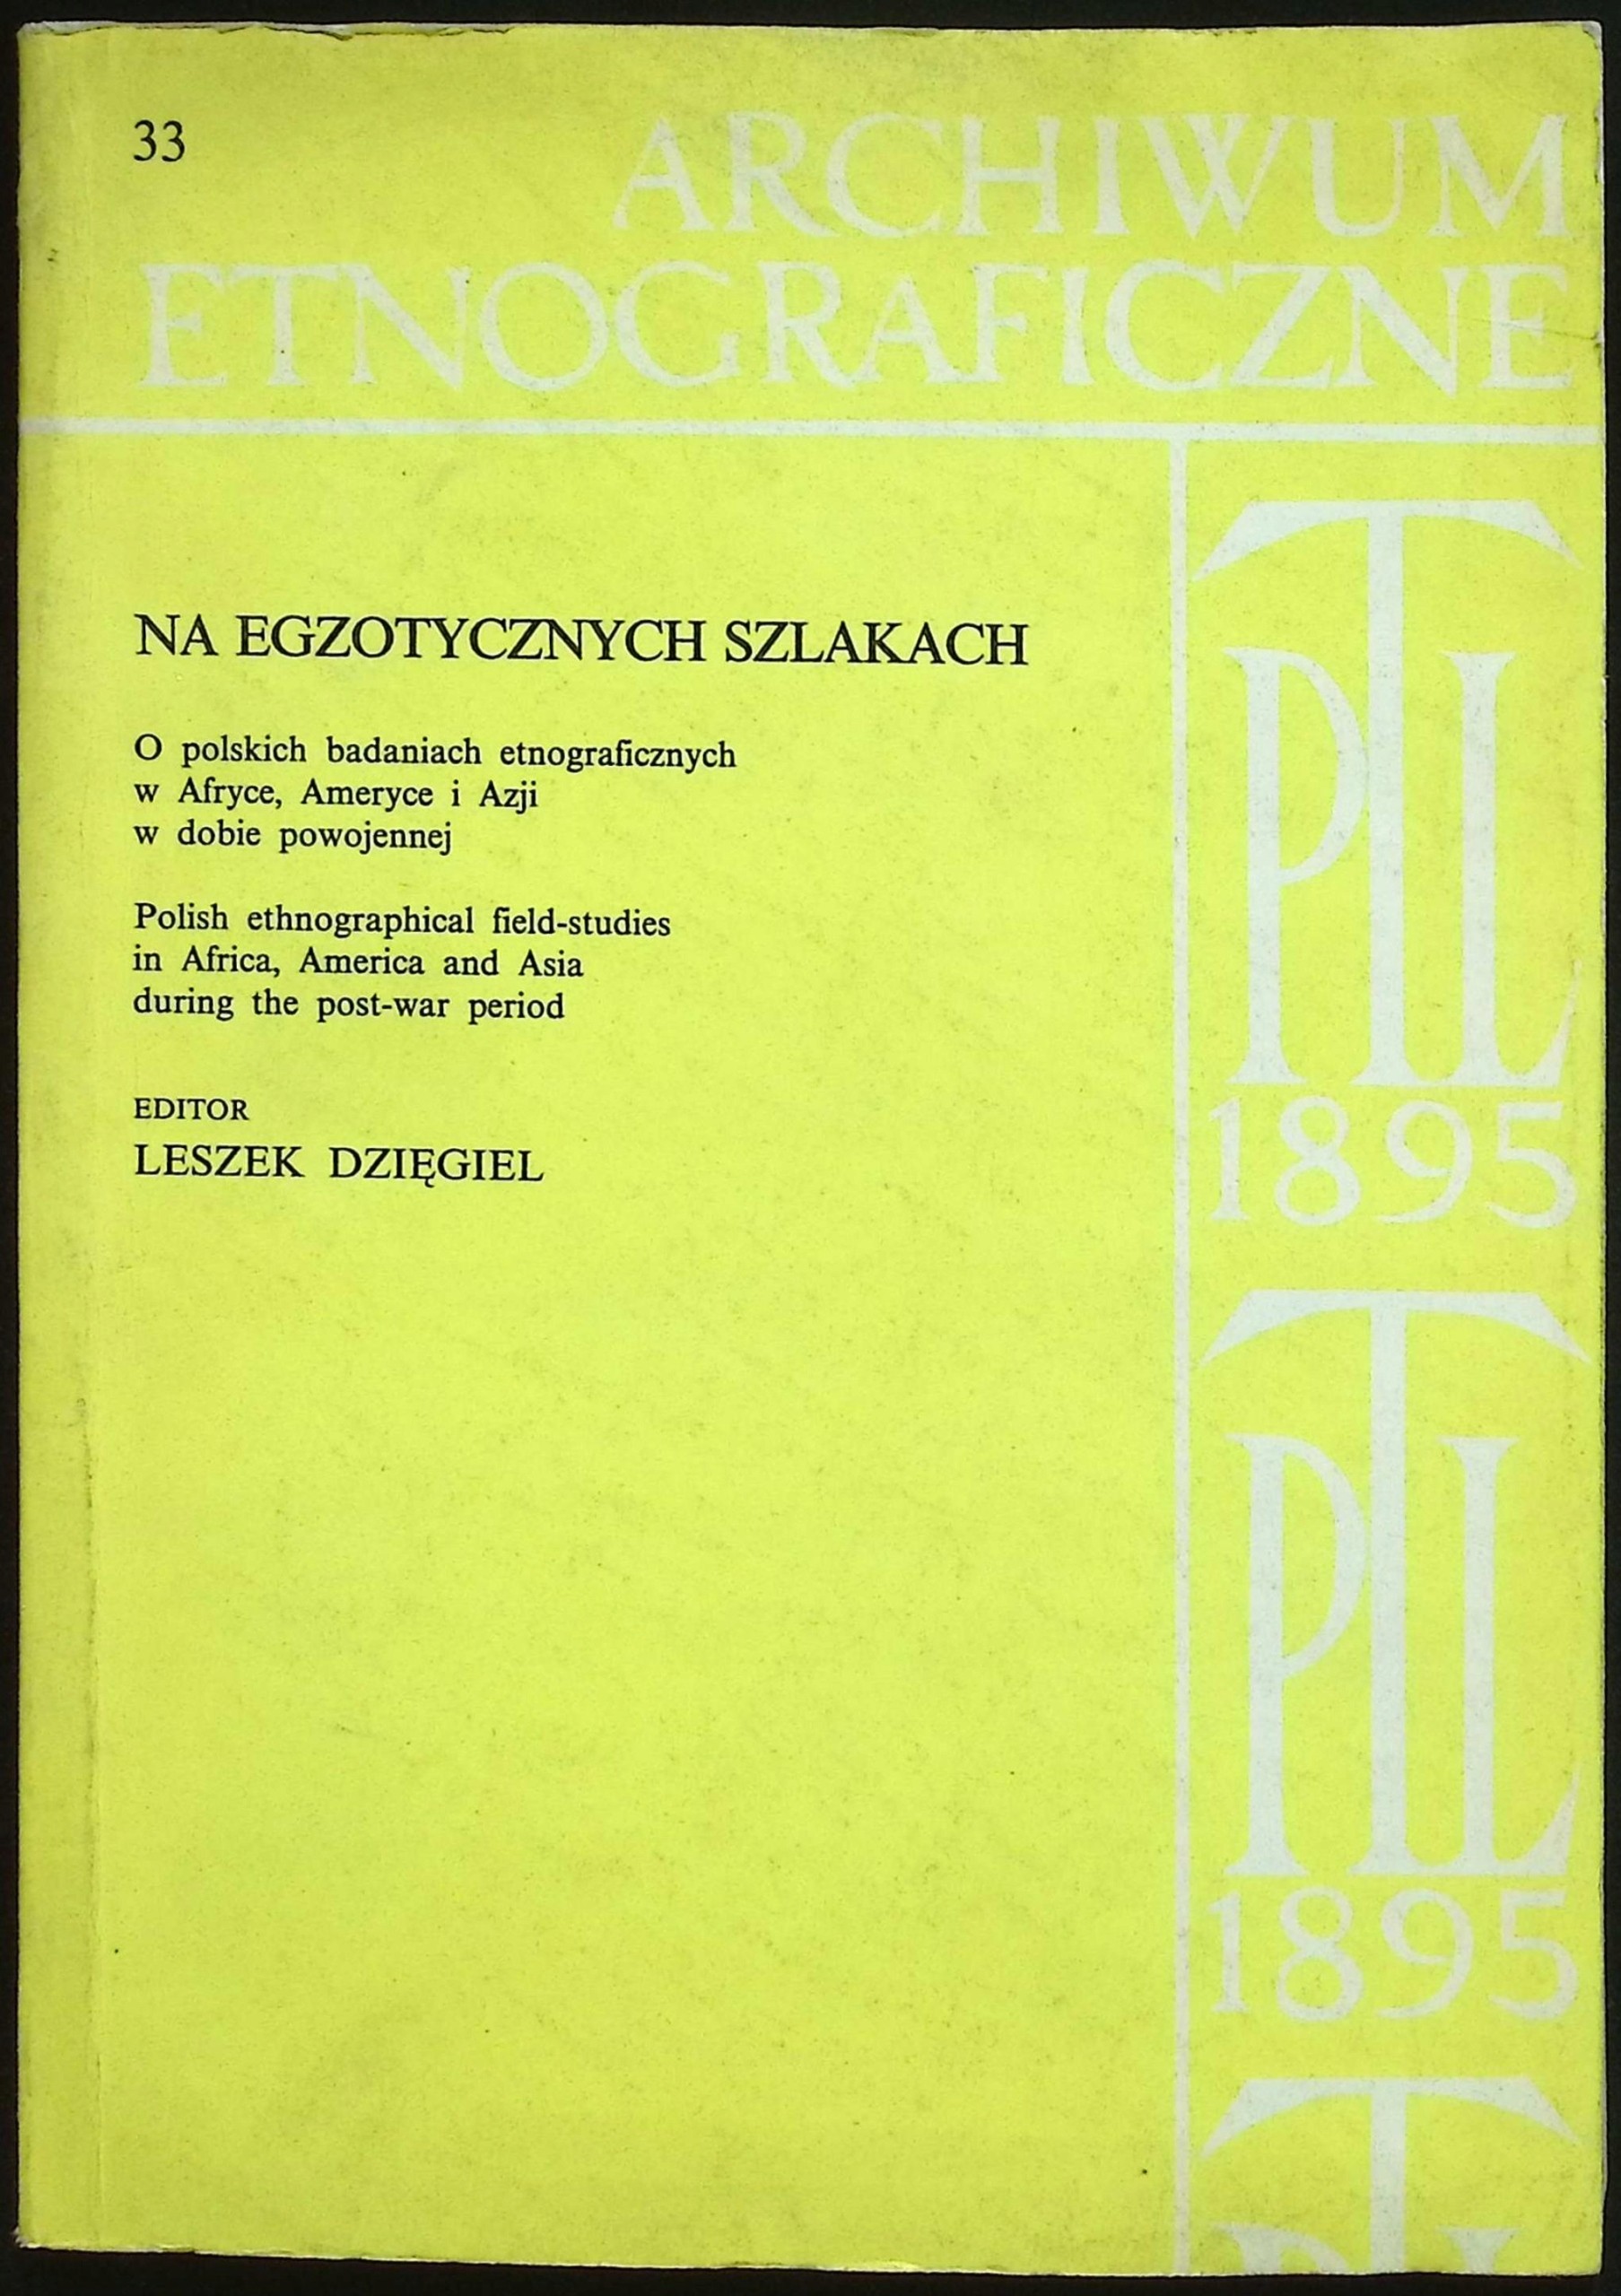 33
ARCHIWUM
ETNOGRAFICZNE
NA EGZOTYCZNYCH SZLAKACH
O polskich badaniach etnograficznych
w Afryce, Ameryce i Azji
w dobie powojennej
Polish ethnographical field-studies
in Africa, America and Asia
during the post-war period
EDITOR
LESZEK DZIĘGIEL
PTL
1895
PTL
1895
PTL